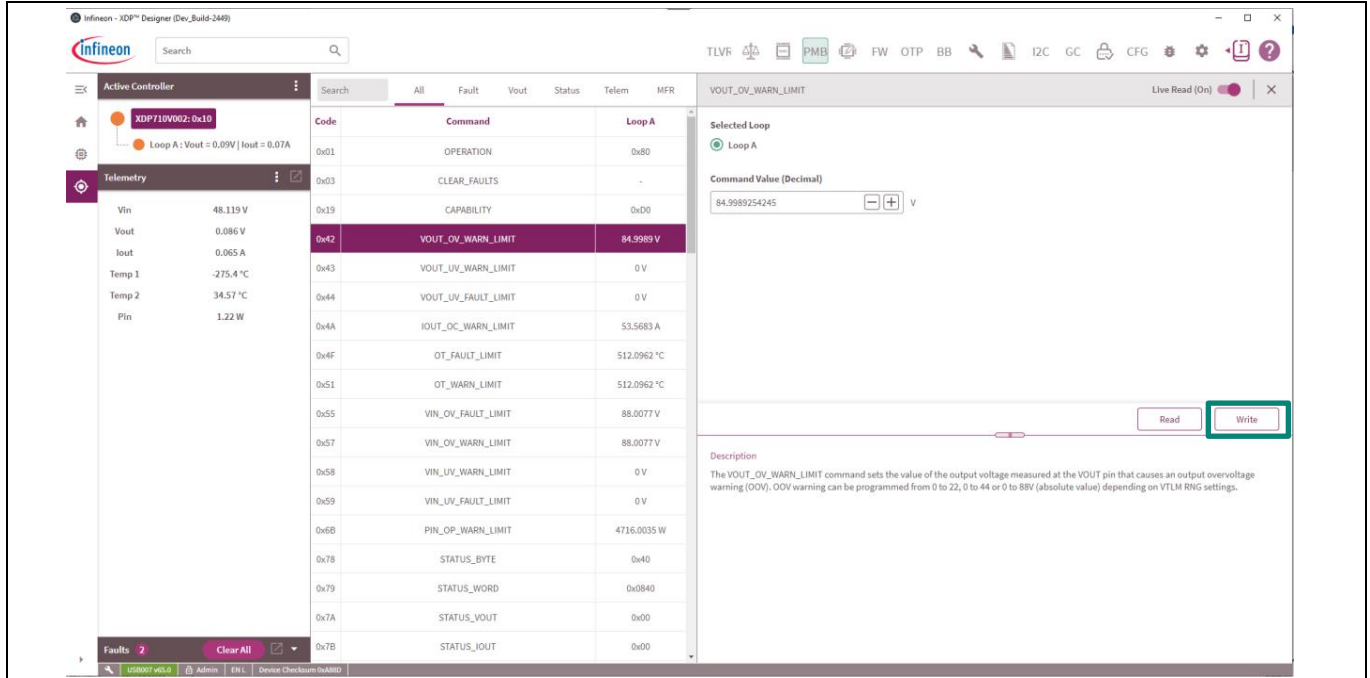 Infineon - XDP™ Designer (Dev_Build-2449)
infineon
Search
TLVR PMB FW OTP BB I2C GC CFG
Active Controller
XDP710V002: 0x10
Loop A : Vout = 0.09V | Iout = 0.07A
Telemetry
Vin 48.119 V
Vout 0.086 V
Iout 0.065 A
Temp 1 -275.4 °C
Temp 2 34.57 °C
Pin 1.22 W
Faults 2 Clear All
Search All Fault Vout Status Telem MFR
Code Command Loop A
0x01 OPERATION 0x80
0x03 CLEAR_FAULTS -
0x19 CAPABILITY 0xD0
0x42 VOUT_OV_WARN_LIMIT 84.9989 V
0x43 VOUT_UV_WARN_LIMIT 0 V
0x44 VOUT_UV_FAULT_LIMIT 0 V
0x4A IOUT_OC_WARN_LIMIT 53.5683 A
0x4F OT_FAULT_LIMIT 512.0962 °C
0x51 OT_WARN_LIMIT 512.0962 °C
0x55 VIN_OV_FAULT_LIMIT 88.0077 V
0x57 VIN_OV_WARN_LIMIT 88.0077 V
0x58 VIN_UV_WARN_LIMIT 0 V
0x59 VIN_UV_FAULT_LIMIT 0 V
0x6B PIN_OP_WARN_LIMIT 4716.0035 W
0x78 STATUS_BYTE 0x40
0x79 STATUS_WORD 0x0840
0x7A STATUS_VOUT 0x00
0x7B STATUS_IOUT 0x00
VOUT_OV_WARN_LIMIT Live Read (On)
Selected Loop
Loop A
Command Value (Decimal)
84.9989254245 V
Read Write
Description
The VOUT_OV_WARN_LIMIT command sets the value of the output voltage measured at the VOUT pin that causes an output overvoltage
warning (OOV). OOV warning can be programmed from 0 to 22, 0 to 44 or 0 to 88V (absolute value) depending on VTLM RNG settings.
USB007 v65.0 Admin EN L Device Checksum 0xA88D